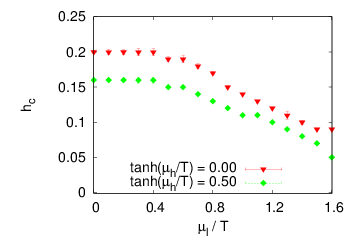 0.25
0.2
0.15
0.1
0.05
0
h_c
tanh(μ_h/T) = 0.00
tanh(μ_h/T) = 0.50
0 0.4 0.8 1.2 1.6
μ_l / T